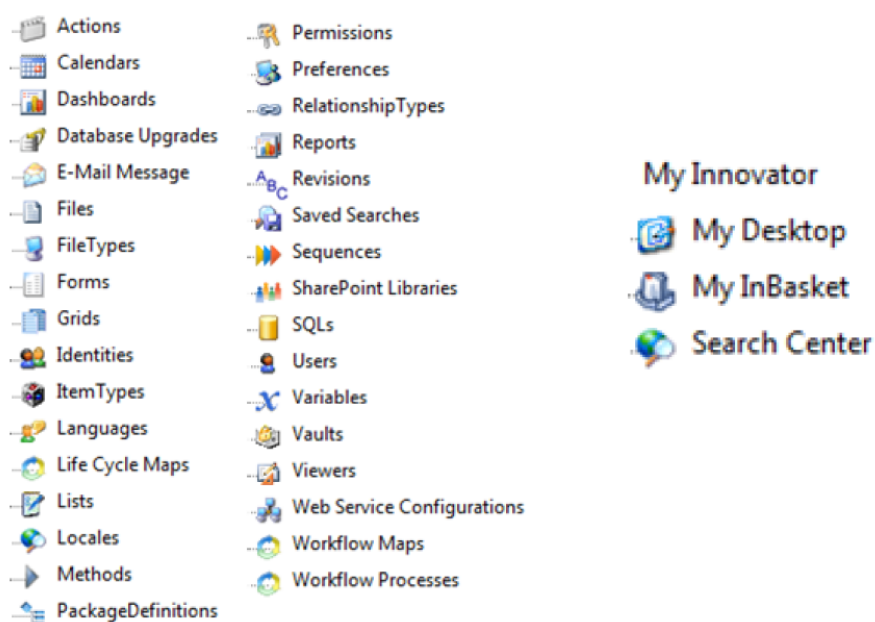 Actions
Calendars
Dashboards
Database Upgrades
E-Mail Message
Files
FileTypes
Forms
Grids
Identities
ItemTypes
Languages
Life Cycle Maps
Lists
Locales
Methods
PackageDefinitions
Permissions
Preferences
RelationshipTypes
Reports
ABC Revisions
Saved Searches
Sequences
SharePoint Libraries
SQLs
Users
x Variables
Vaults
Viewers
Web Service Configurations
Workflow Maps
Workflow Processes
My Innovator
My Desktop
My InBasket
Search Center